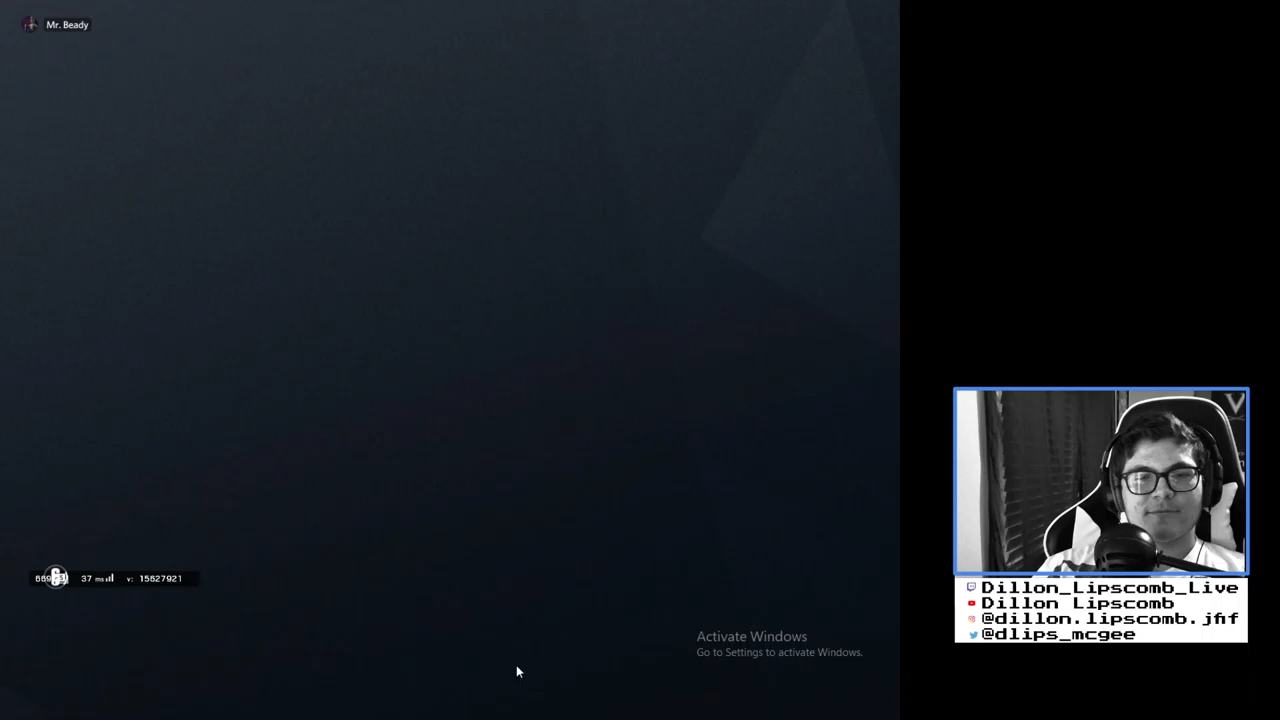 Mr. Beady
37 ms v: 15627921
Activate Windows
Go to Settings to activate Windows.
Dillon_Lipscomb_Live
Dillon Lipscomb
@dillon.lipscomb.jfif
@dlips_mcgee